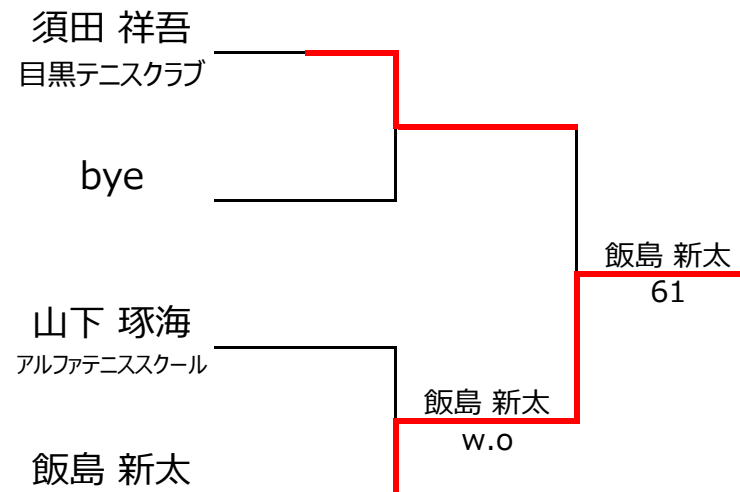 須田 祥吾
目黒テニスクラブ
bye
飯島 新太
61
山下 琢海
アルファテニススクール
飯島 新太
w.o
飯島 新太